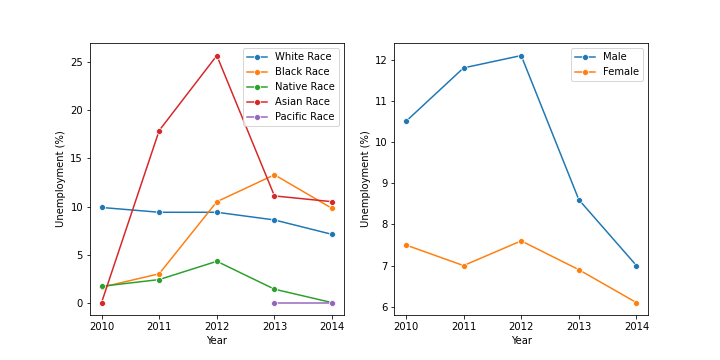 White Race
Black Race
Native Race
Asian Race
Pacific Race
25
20
15
10
5
0
Unemployment (%)
2010 2011 2012 2013 2014
Year
Male
Female
12
11
10
9
8
7
6
Unemployment (%)
2010 2011 2012 2013 2014
Year